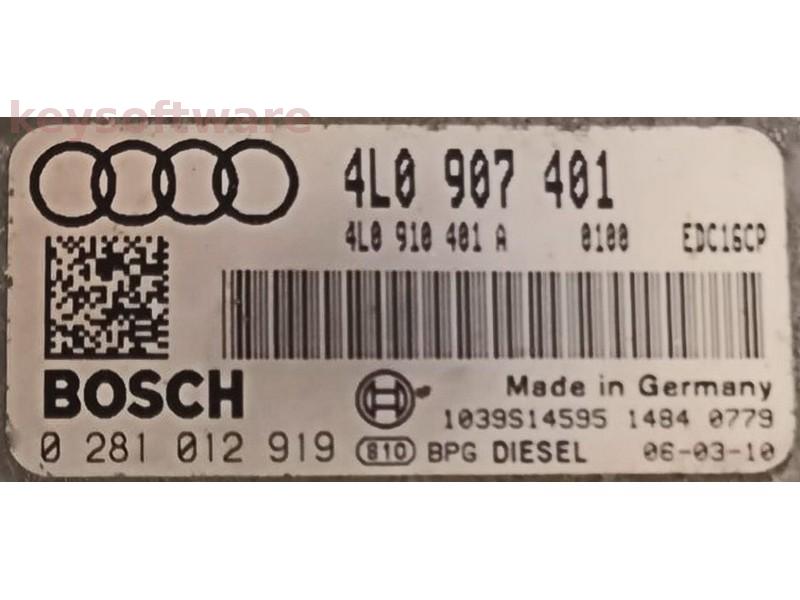 keysoftware
4L0 907 401
4L0 910 401 A 0100 EDC16CP
BOSCH
Made in Germany
1039S14595 1484 0779
0 281 012 919 810 BPG DIESEL 06-03-10